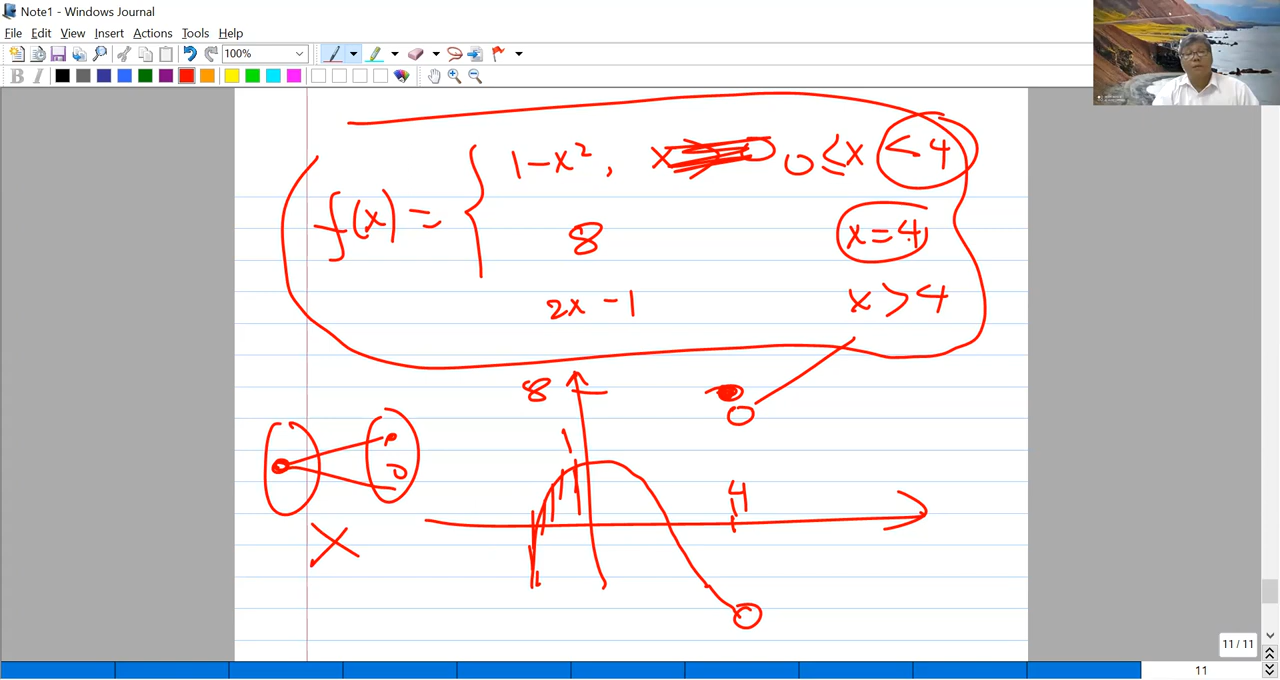 Note1 - Windows Journal
File Edit View Insert Actions Tools Help
100%
B I
f(x) = { 1-x², x 0 ≤ x < 4
8 x = 4
2x - 1 x > 4
8
1
4
11 / 11
11